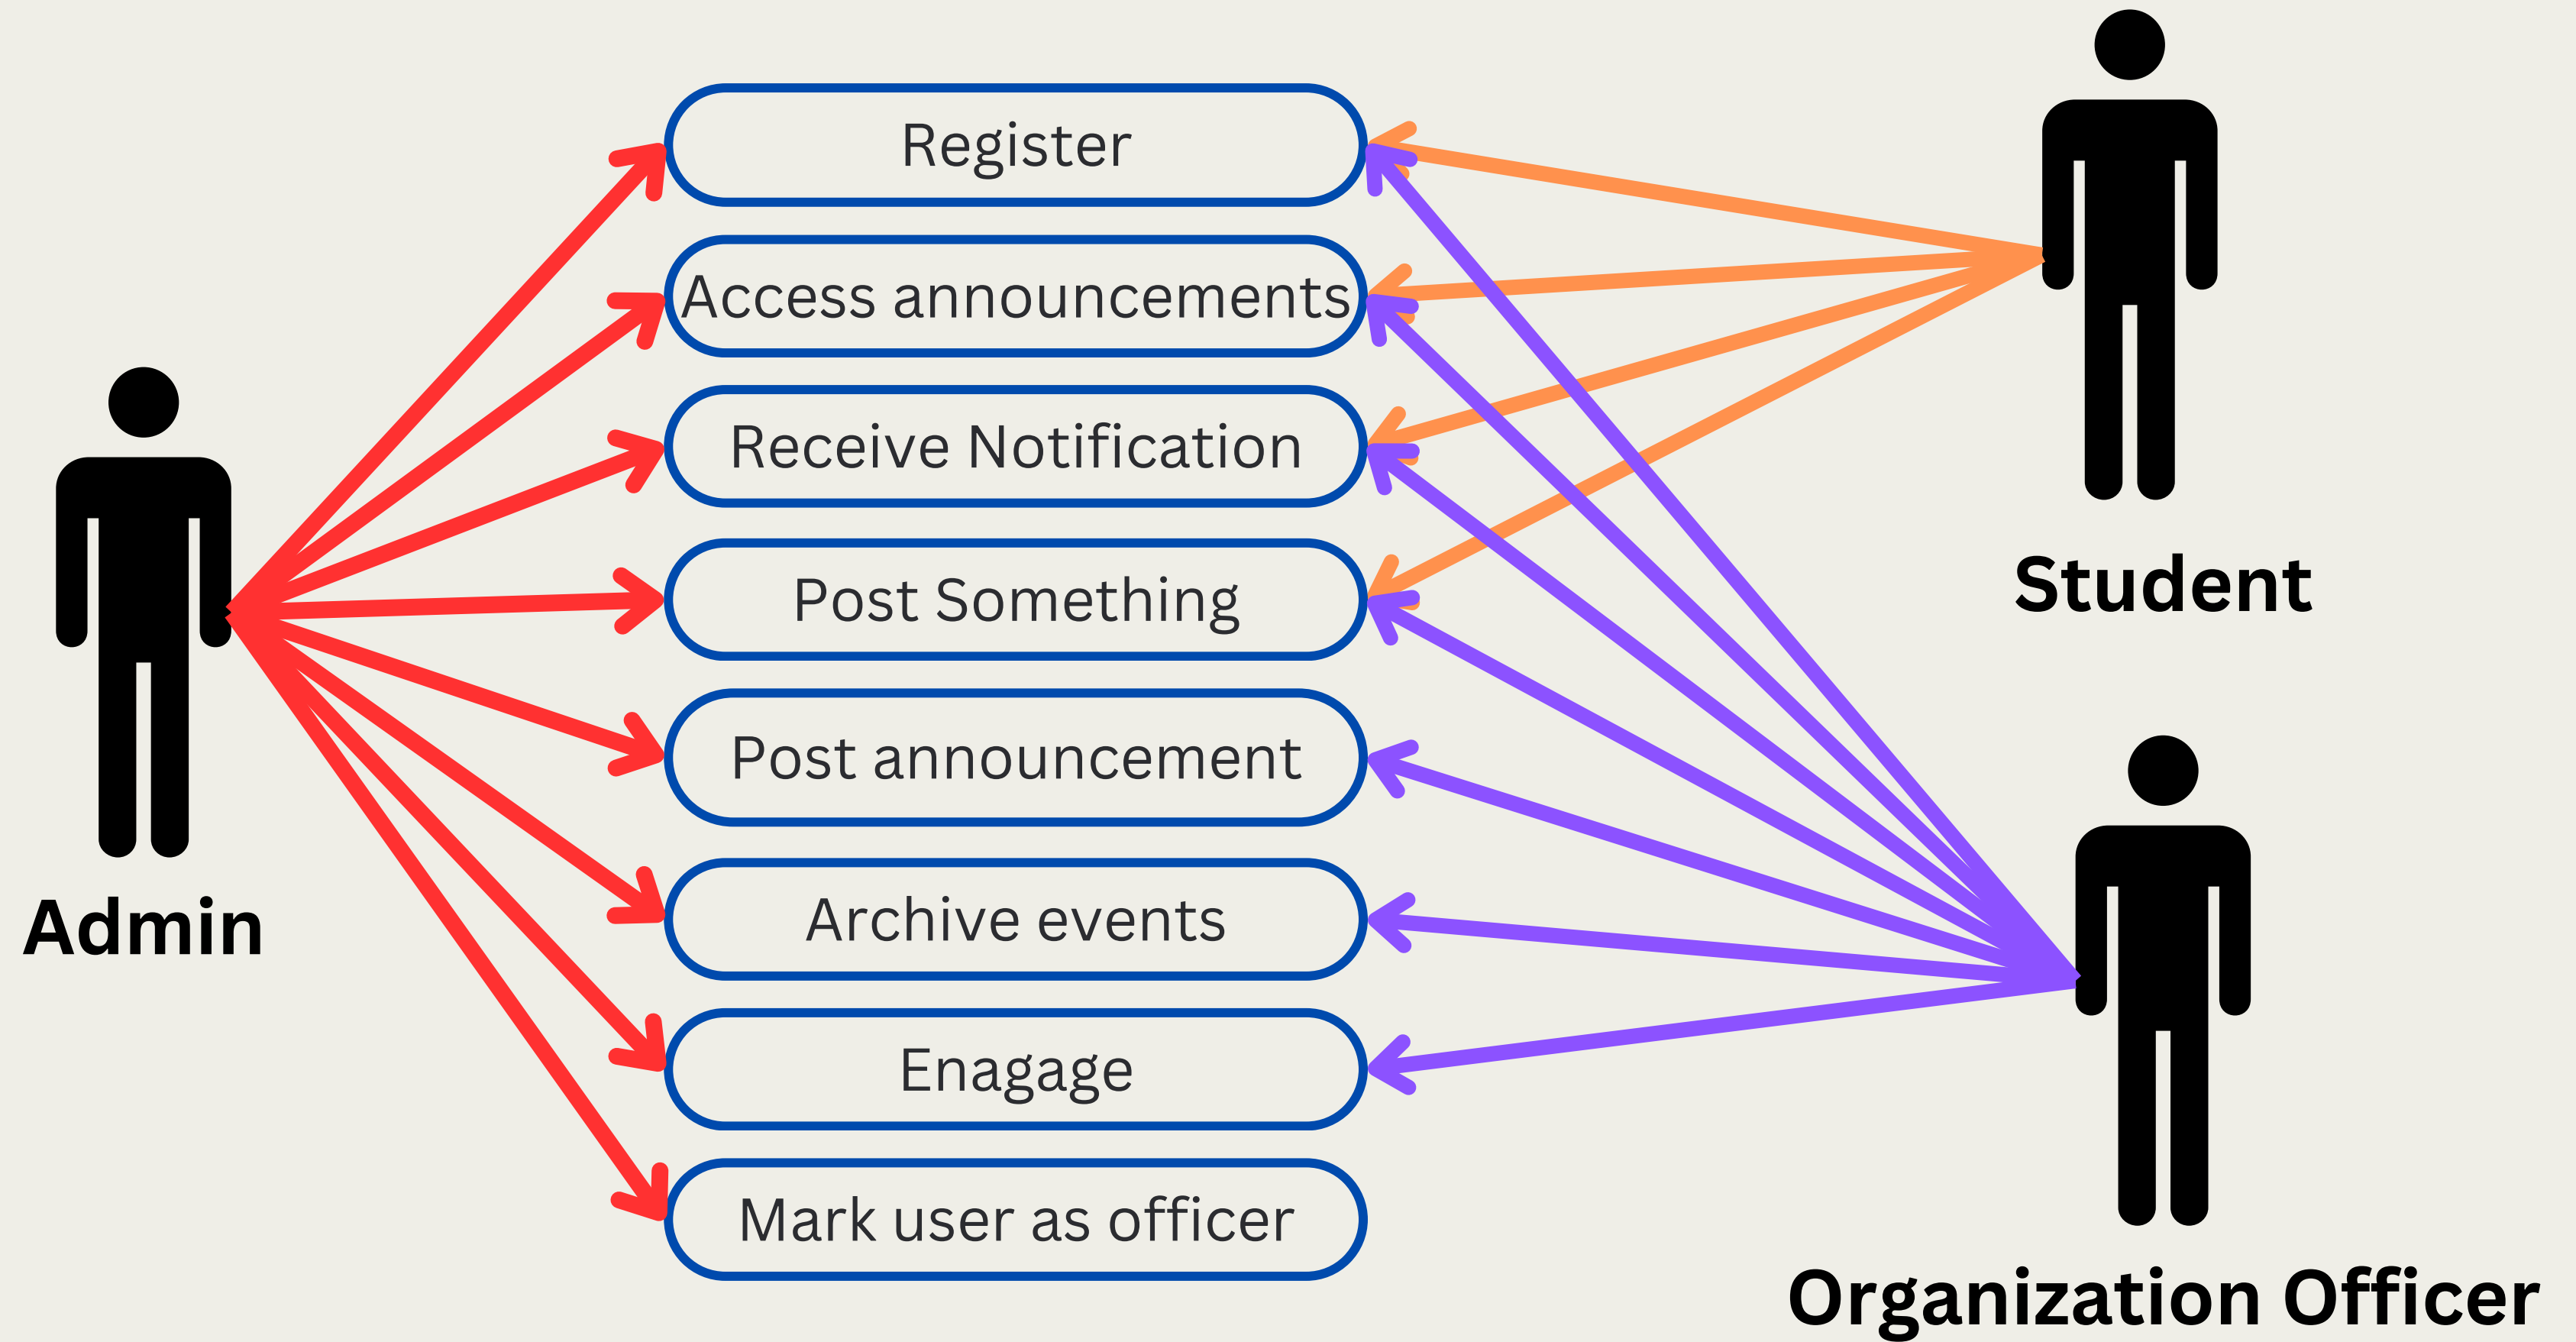 Register
Access announcements
Receive Notification
Post Something
Post announcement
Archive events
Enagage
Mark user as officer
Admin
Student
Organization Officer